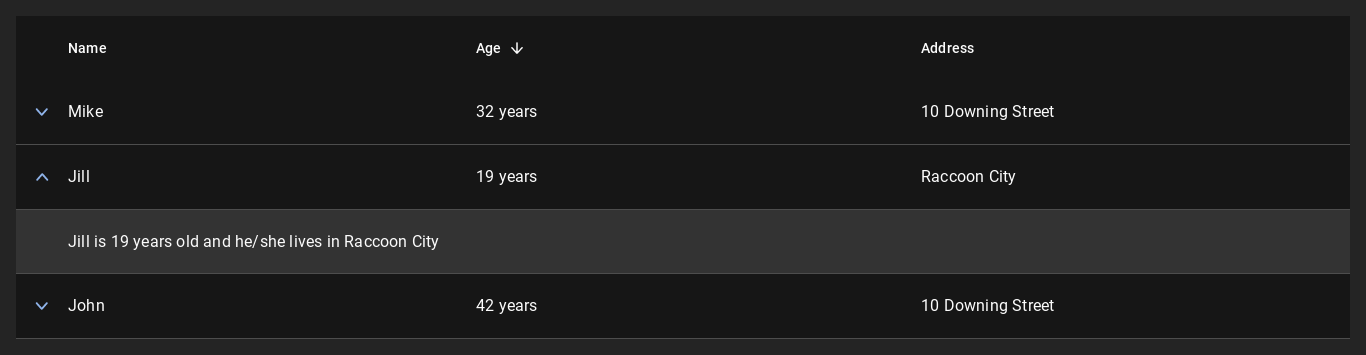 Name Age Address
Mike 32 years 10 Downing Street
Jill 19 years Raccoon City
Jill is 19 years old and he/she lives in Raccoon City
John 42 years 10 Downing Street